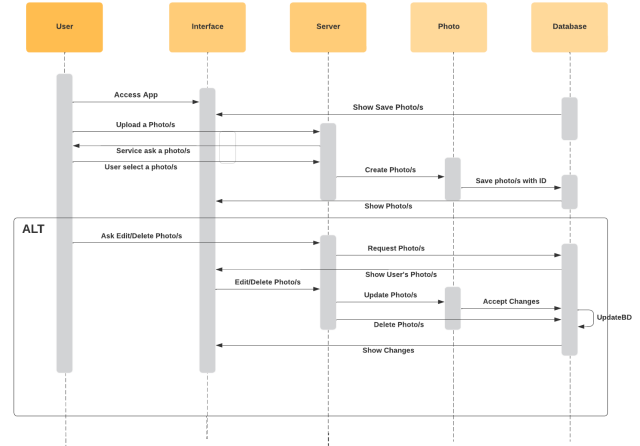 User
Interface
Server
Photo
Database
Access App
Show Save Photo/s
Upload a Photo/s
Service ask a photo/s
User select a photo/s
Create Photo/s
Save photo/s with ID
Show Photo/s
ALT
Ask Edit/Delete Photo/s
Request Photo/s
Show User's Photo/s
Edit/Delete Photo/s
Update Photo/s
Accept Changes
UpdateBD
Delete Photo/s
Show Changes